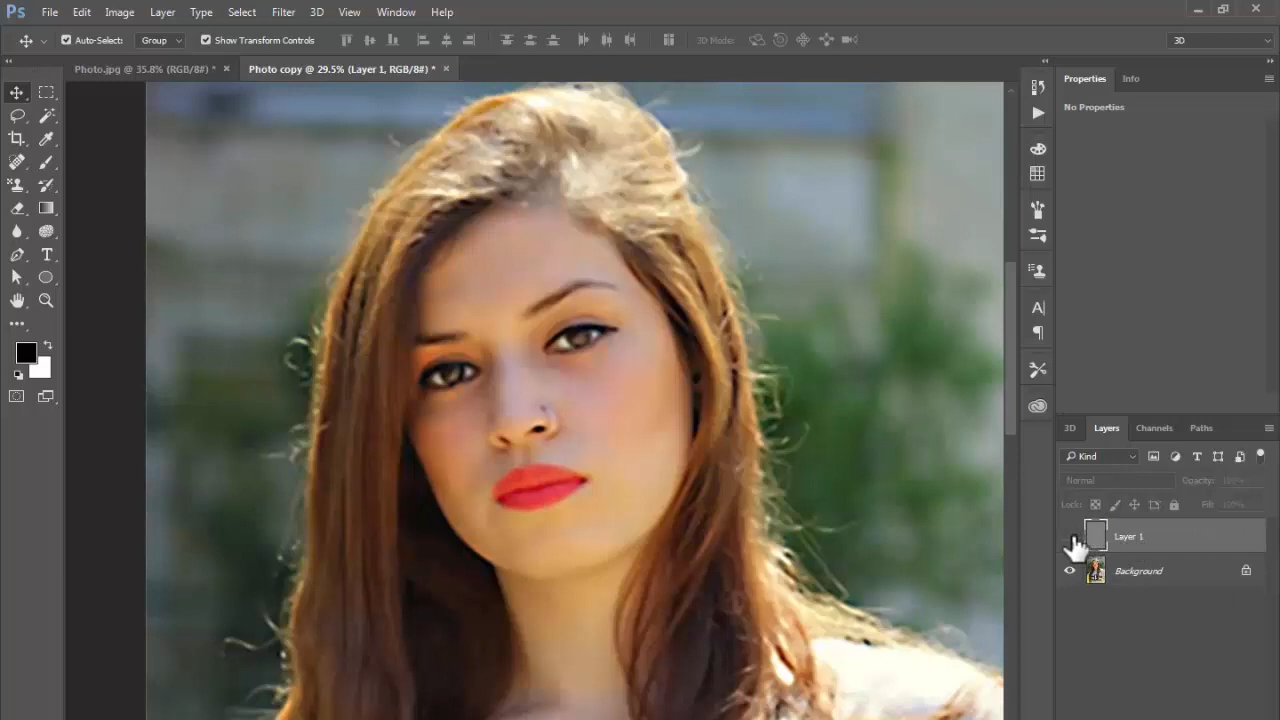 Ps File Edit Image Layer Type Select Filter 3D View Window Help
Auto-Select: Group Show Transform Controls 3D Mode: 3D
Photo.jpg @ 35.8% (RGB/8#) * × Photo copy @ 29.5% (Layer 1, RGB/8#) * ×
Properties Info
No Properties
3D Layers Channels Paths
Kind
Normal Opacity: 100%
Lock: Fill: 100%
Layer 1
Background